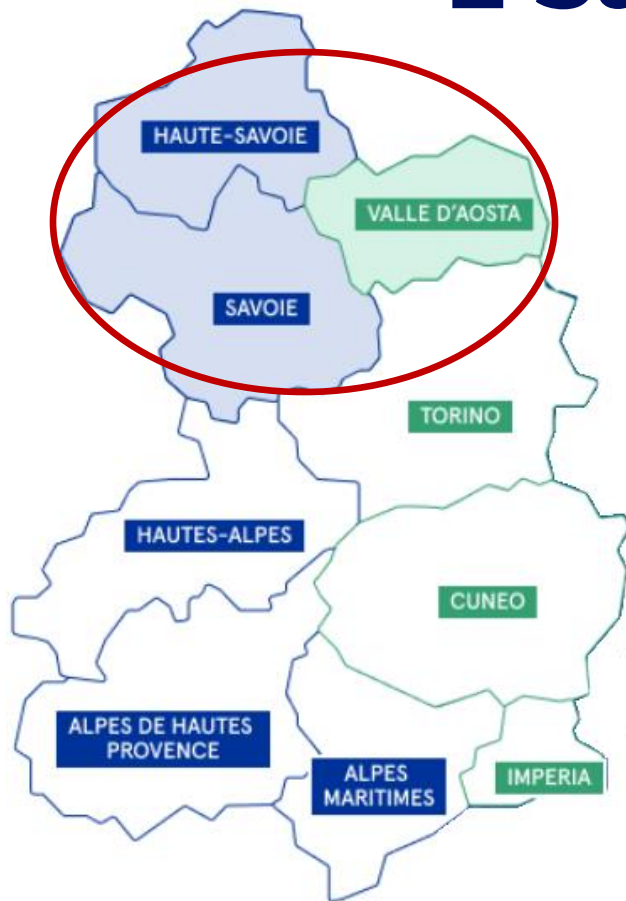 HAUTE-SAVOIE
VALLE D'AOSTA
SAVOIE
TORINO
HAUTES-ALPES
CUNEO
ALPES DE HAUTES
PROVENCE
ALPES
MARITIMES
IMPERIA